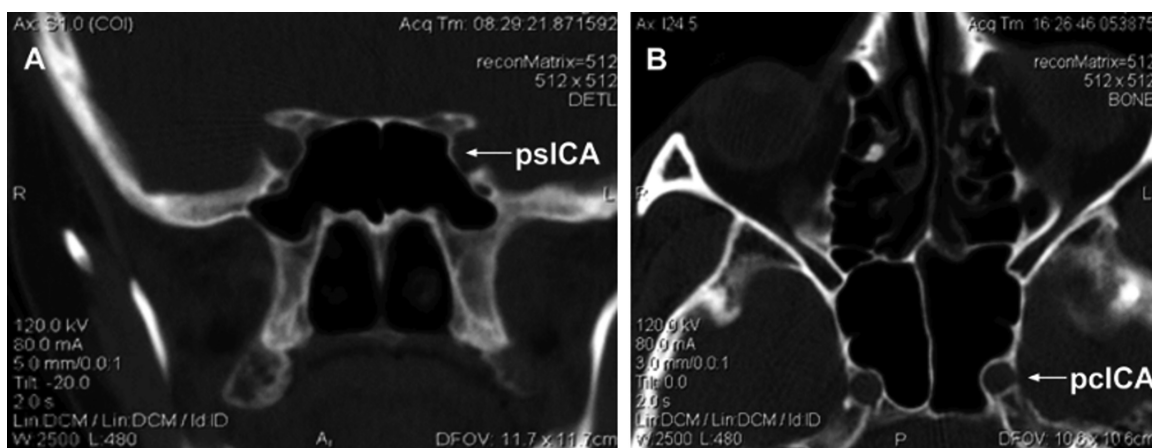 Ax: S1.0 (COI)
Acq Tm: 08:29:21.871592
A
reconMatrix=512
512 x 512
DETL
psICA
R
L
120.0 kV
80.0 mA
5.0 mm/0.0:1
Tilt -20.0
2.0 s
Lin:DCM / Lin:DCM / Id:ID
W:2500 L:480
DFOV: 11.7 x 11.7cm
Ax: I24.5
Acq Tm: 16:26:46.053875
B
reconMatrix=512
512 x 512
BONE
R
L
120.0 kV
80.0 mA
3.0 mm/0.0:1
Tilt: 0.0
2.0 s
pcICA
Lin:DCM / Lin:DCM / Id:ID
W:2500 L:480
P
DFOV: 10.6 x 10.6cm